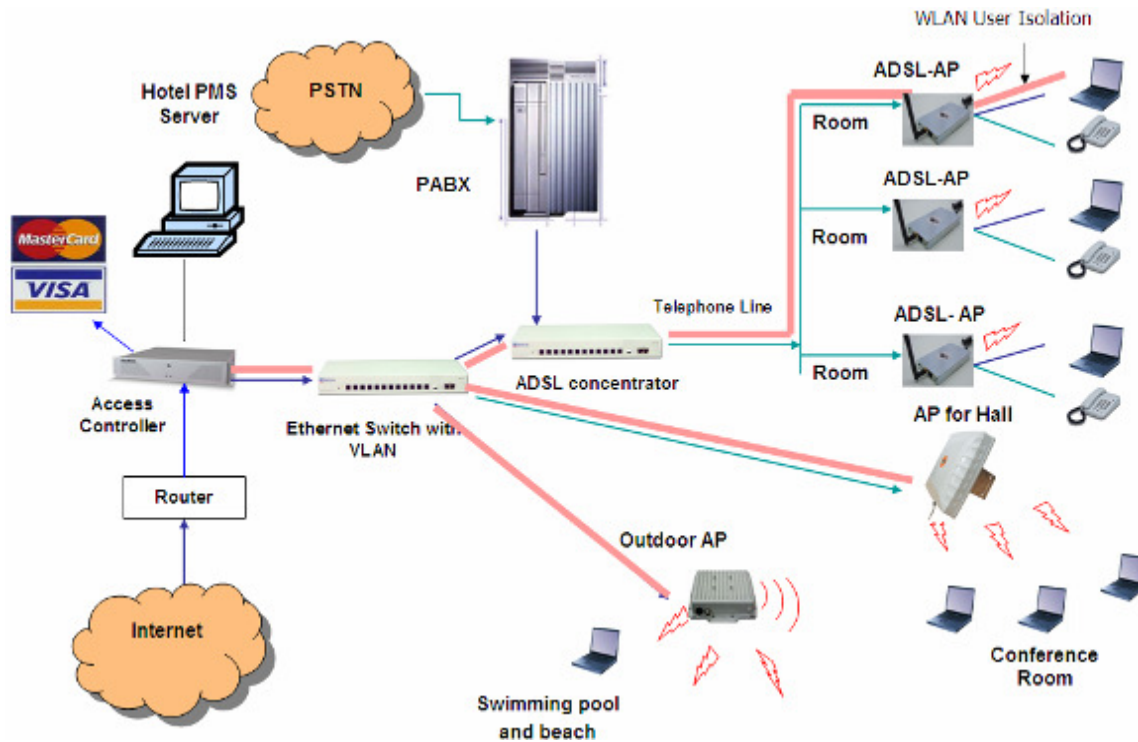 WLAN User Isolation
ADSL-AP
Hotel PMS
Server
PSTN
Room
PABX
ADSL-AP
Room
MasterCard
VISA
Telephone Line
ADSL- AP
Room
ADSL concentrator
Access
Controller
Ethernet Switch with
VLAN
AP for Hall
Router
Outdoor AP
Internet
Conference
Room
Swimming pool
and beach